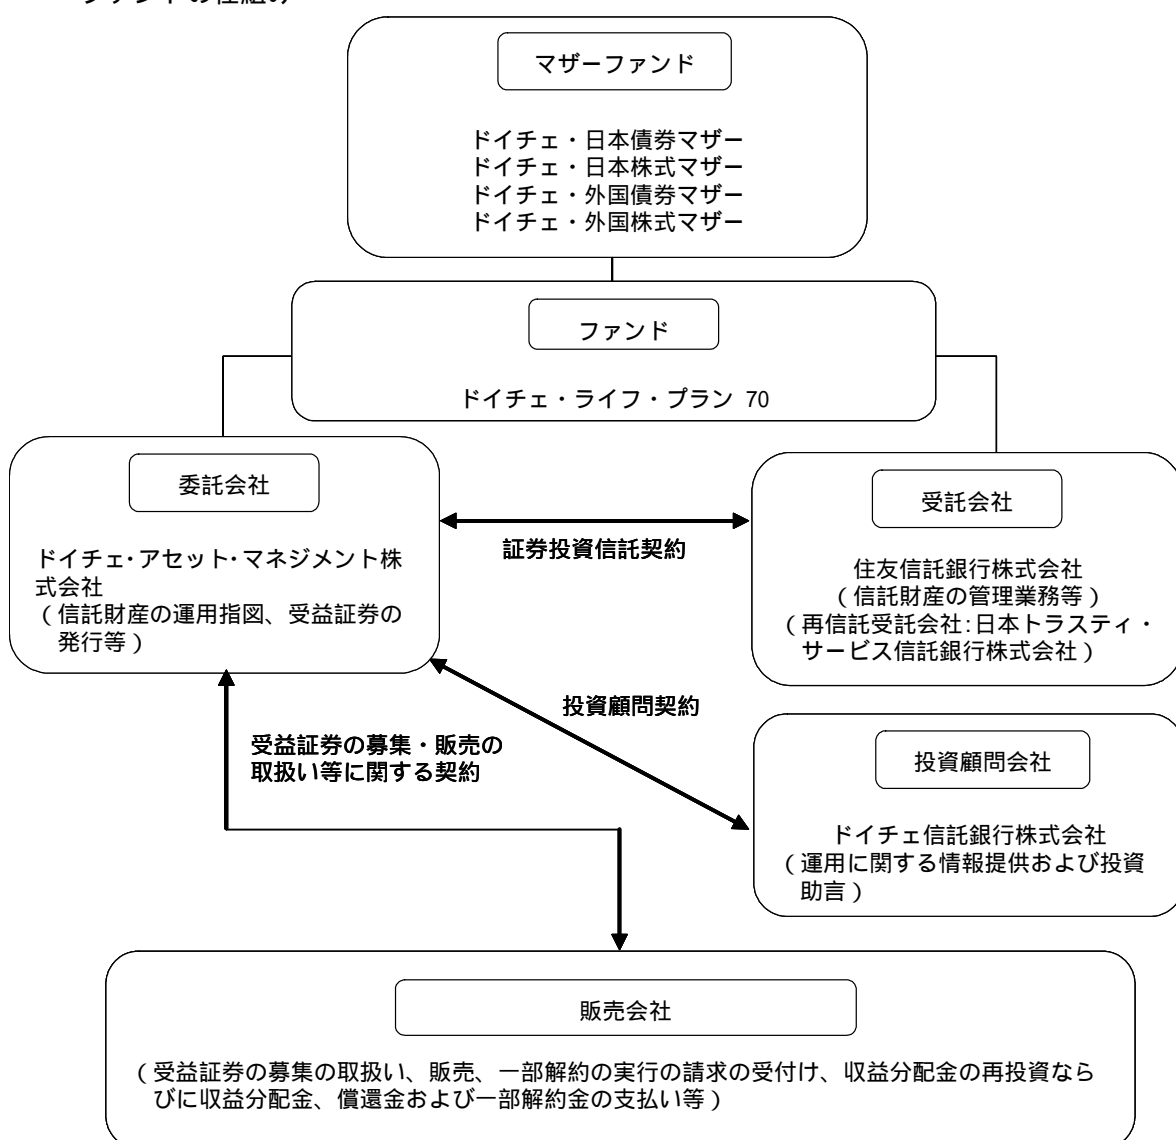 ファンドの仕組み
マザーファンド
ドイチェ・日本債券マザー
ドイチェ・日本株式マザー
ドイチェ・外国債券マザー
ドイチェ・外国株式マザー
ファンド
ドイチェ・ライフ・プラン 70
委託会社
ドイチェ・アセット・マネジメント株
式会社
(信託財産の運用指図、受益証券の
発行等)
証券投資信託契約
受託会社
住友信託銀行株式会社
(信託財産の管理業務等)
(再信託受託会社:日本トラスティ・
サービス信託銀行株式会社)
投資顧問契約
受益証券の募集・販売の
取扱い等に関する契約
投資顧問会社
ドイチェ信託銀行株式会社
(運用に関する情報提供および投資
助言)
販売会社
(受益証券の募集の取扱い、販売、一部解約の実行の請求の受付け、収益分配金の再投資なら
びに収益分配金、償還金および一部解約金の支払い等)